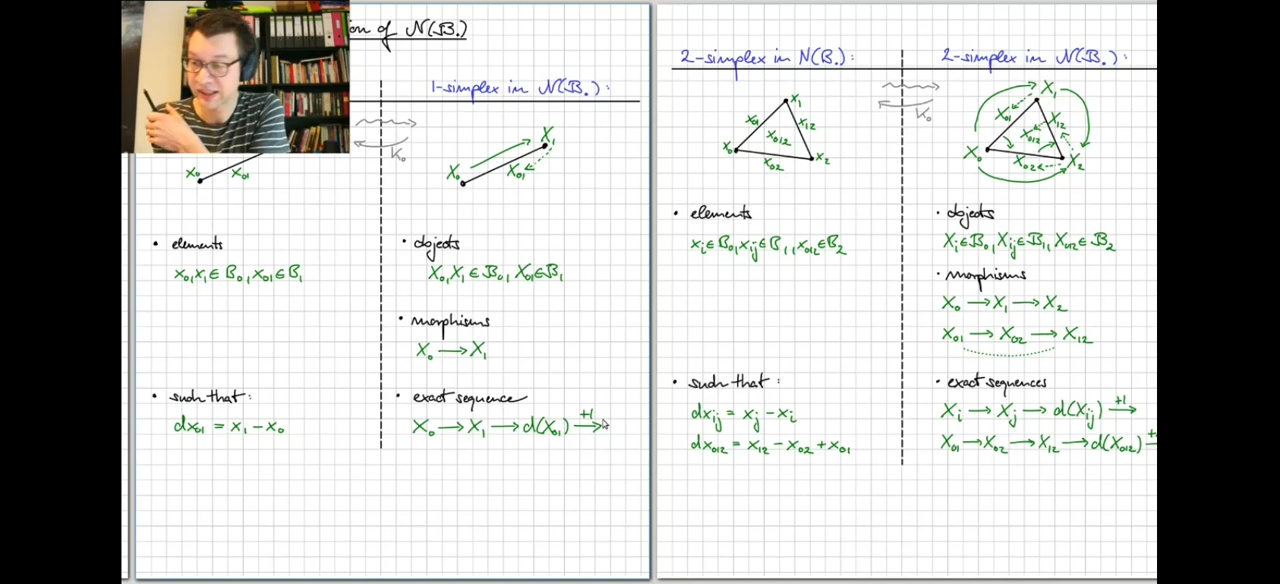 ion of 𝒩(ℬ.)
1-simplex in 𝒩(ℬ.):
K₀
X₁
x₀ x₀₁
X₀ X₀₁
• elements
x₀,x₁ ∈ B₀, x₀₁ ∈ B₁
• objects
X₀,X₁ ∈ ℬ₀, X₀₁ ∈ ℬ₁
• morphisms
X₀ → X₁
• such that:
dx₀₁ = x₁ - x₀
• exact sequence
X₀ → X₁ → d(X₀₁) +1→
2-simplex in N(B.):
x₁
x₀₁ x₁₂
x₀₁₂
x₀ x₂
x₀₂
• elements
xᵢ ∈ B₀, xᵢⱼ ∈ B₁, x₀₁₂ ∈ B₂
• such that:
dxᵢⱼ = xⱼ - xᵢ
dx₀₁₂ = x₁₂ - x₀₂ + x₀₁
2-simplex in 𝒩(ℬ.):
K₀
X₁
X₀₁ X₁₂
X₀₁₂
X₀ X₂
X₀₂
• objects
Xᵢ ∈ ℬ₀, Xᵢⱼ ∈ ℬ₁, X₀₁₂ ∈ ℬ₂
• morphisms
X₀ → X₁ → X₂
X₀₁ → X₀₂ → X₁₂
• exact sequences
Xᵢ → Xⱼ → d(Xᵢⱼ) +1→
X₀₁ → X₀₂ → X₁₂ → d(X₀₁₂) +